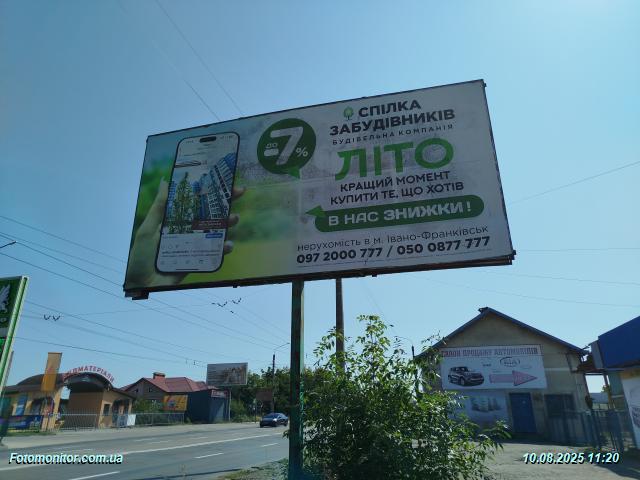 до
-7%
СПІЛКА
ЗАБУДІВНИКІВ
БУДІВЕЛЬНА КОМПАНІЯ
ЛІТО
КРАЩИЙ МОМЕНТ
КУПИТИ ТЕ, ЩО ХОТІВ
В НАС ЗНИЖКИ!
нерухомість в м. Івано-Франківськ
097 2000 777 / 050 0877 777
САЛОН ПРОДАЖУ АВТОМОБІЛІВ
Fotomonitor.com.ua
10.08.2025 11:20